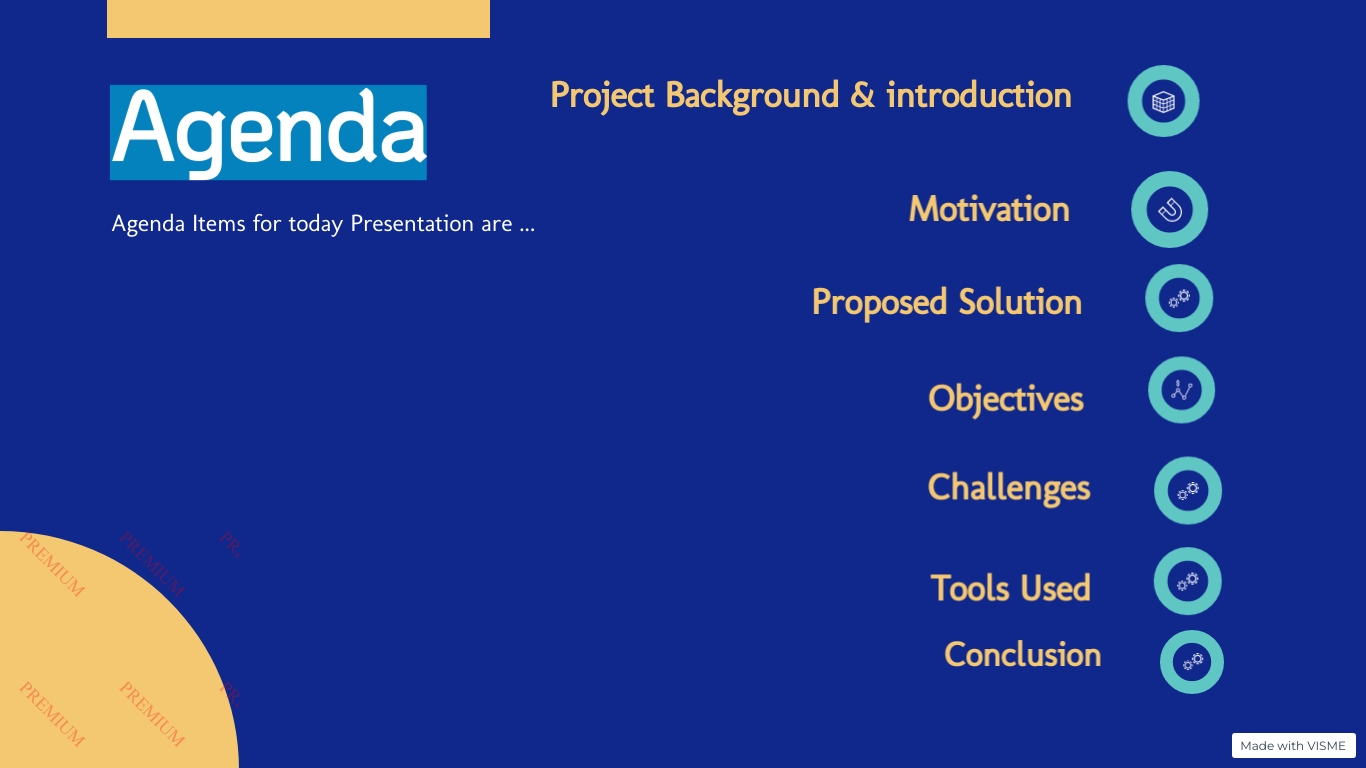 Agenda
Agenda Items for today Presentation are ...
Project Background & introduction
Motivation
Proposed Solution
Objectives
Challenges
Tools Used
Conclusion
PREMIUM
PREMIUM
PR
PREMIUM
PREMIUM
PR
Made with VISME